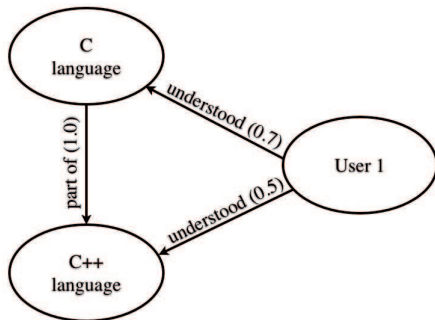 C
language
understood (0.7)
part of (1.0)
User 1
understood (0.5)
C++
language